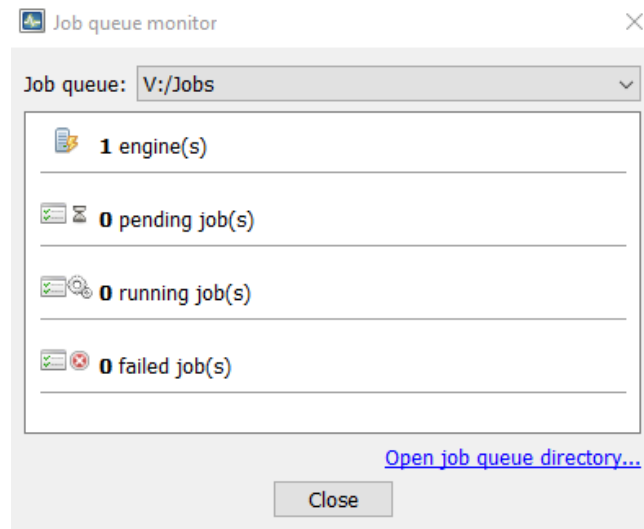 Job queue monitor
Job queue: V:/Jobs
1 engine(s)
0 pending job(s)
0 running job(s)
0 failed job(s)
Open job queue directory...
Close